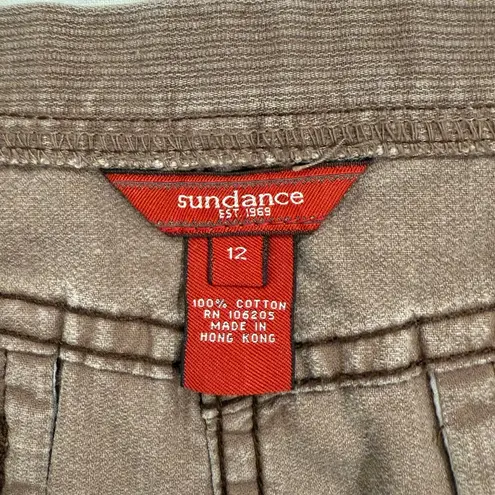 sundance
EST 1969
12
100% COTTON
RN 106205
MADE IN
HONG KONG